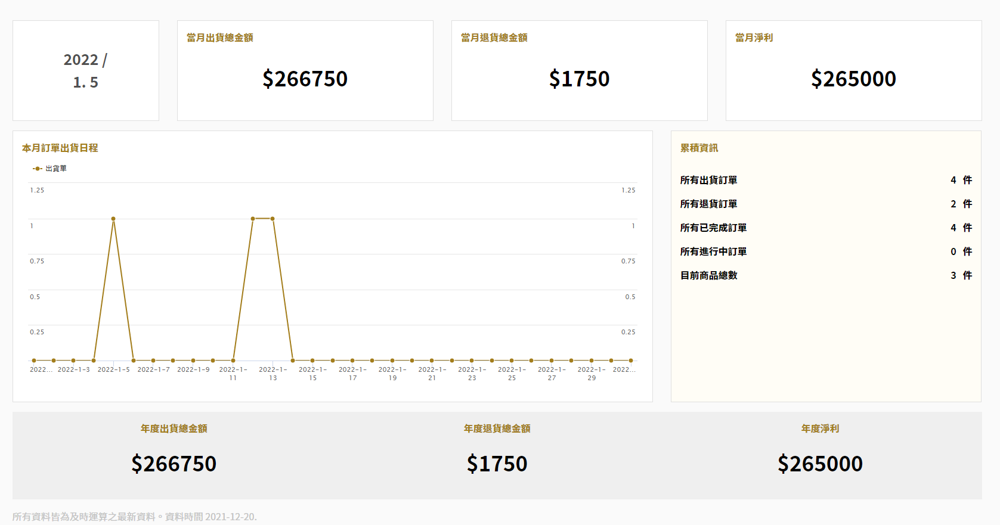 2022 /
1. 5
當月出貨總金額
$266750
當月退貨總金額
$1750
當月淨利
$265000
本月訂單出貨日程
出貨單
1.25 1.25
1 1
0.75 0.75
0.5 0.5
0.25 0.25
2022... 2022-1-3 2022-1-5 2022-1-7 2022-1-9 2022-1- 2022-1- 2022-1- 2022-1- 2022-1- 2022-1- 2022-1- 2022-1- 2022-1- 2022-1- 2022...
11 13 15 17 19 21 23 25 27 29
累積資訊
所有出貨訂單 4 件
所有退貨訂單 2 件
所有已完成訂單 4 件
所有進行中訂單 0 件
目前商品總數 3 件
年度出貨總金額
$266750
年度退貨總金額
$1750
年度淨利
$265000
所有資料皆為及時運算之最新資料。資料時間 2021-12-20.